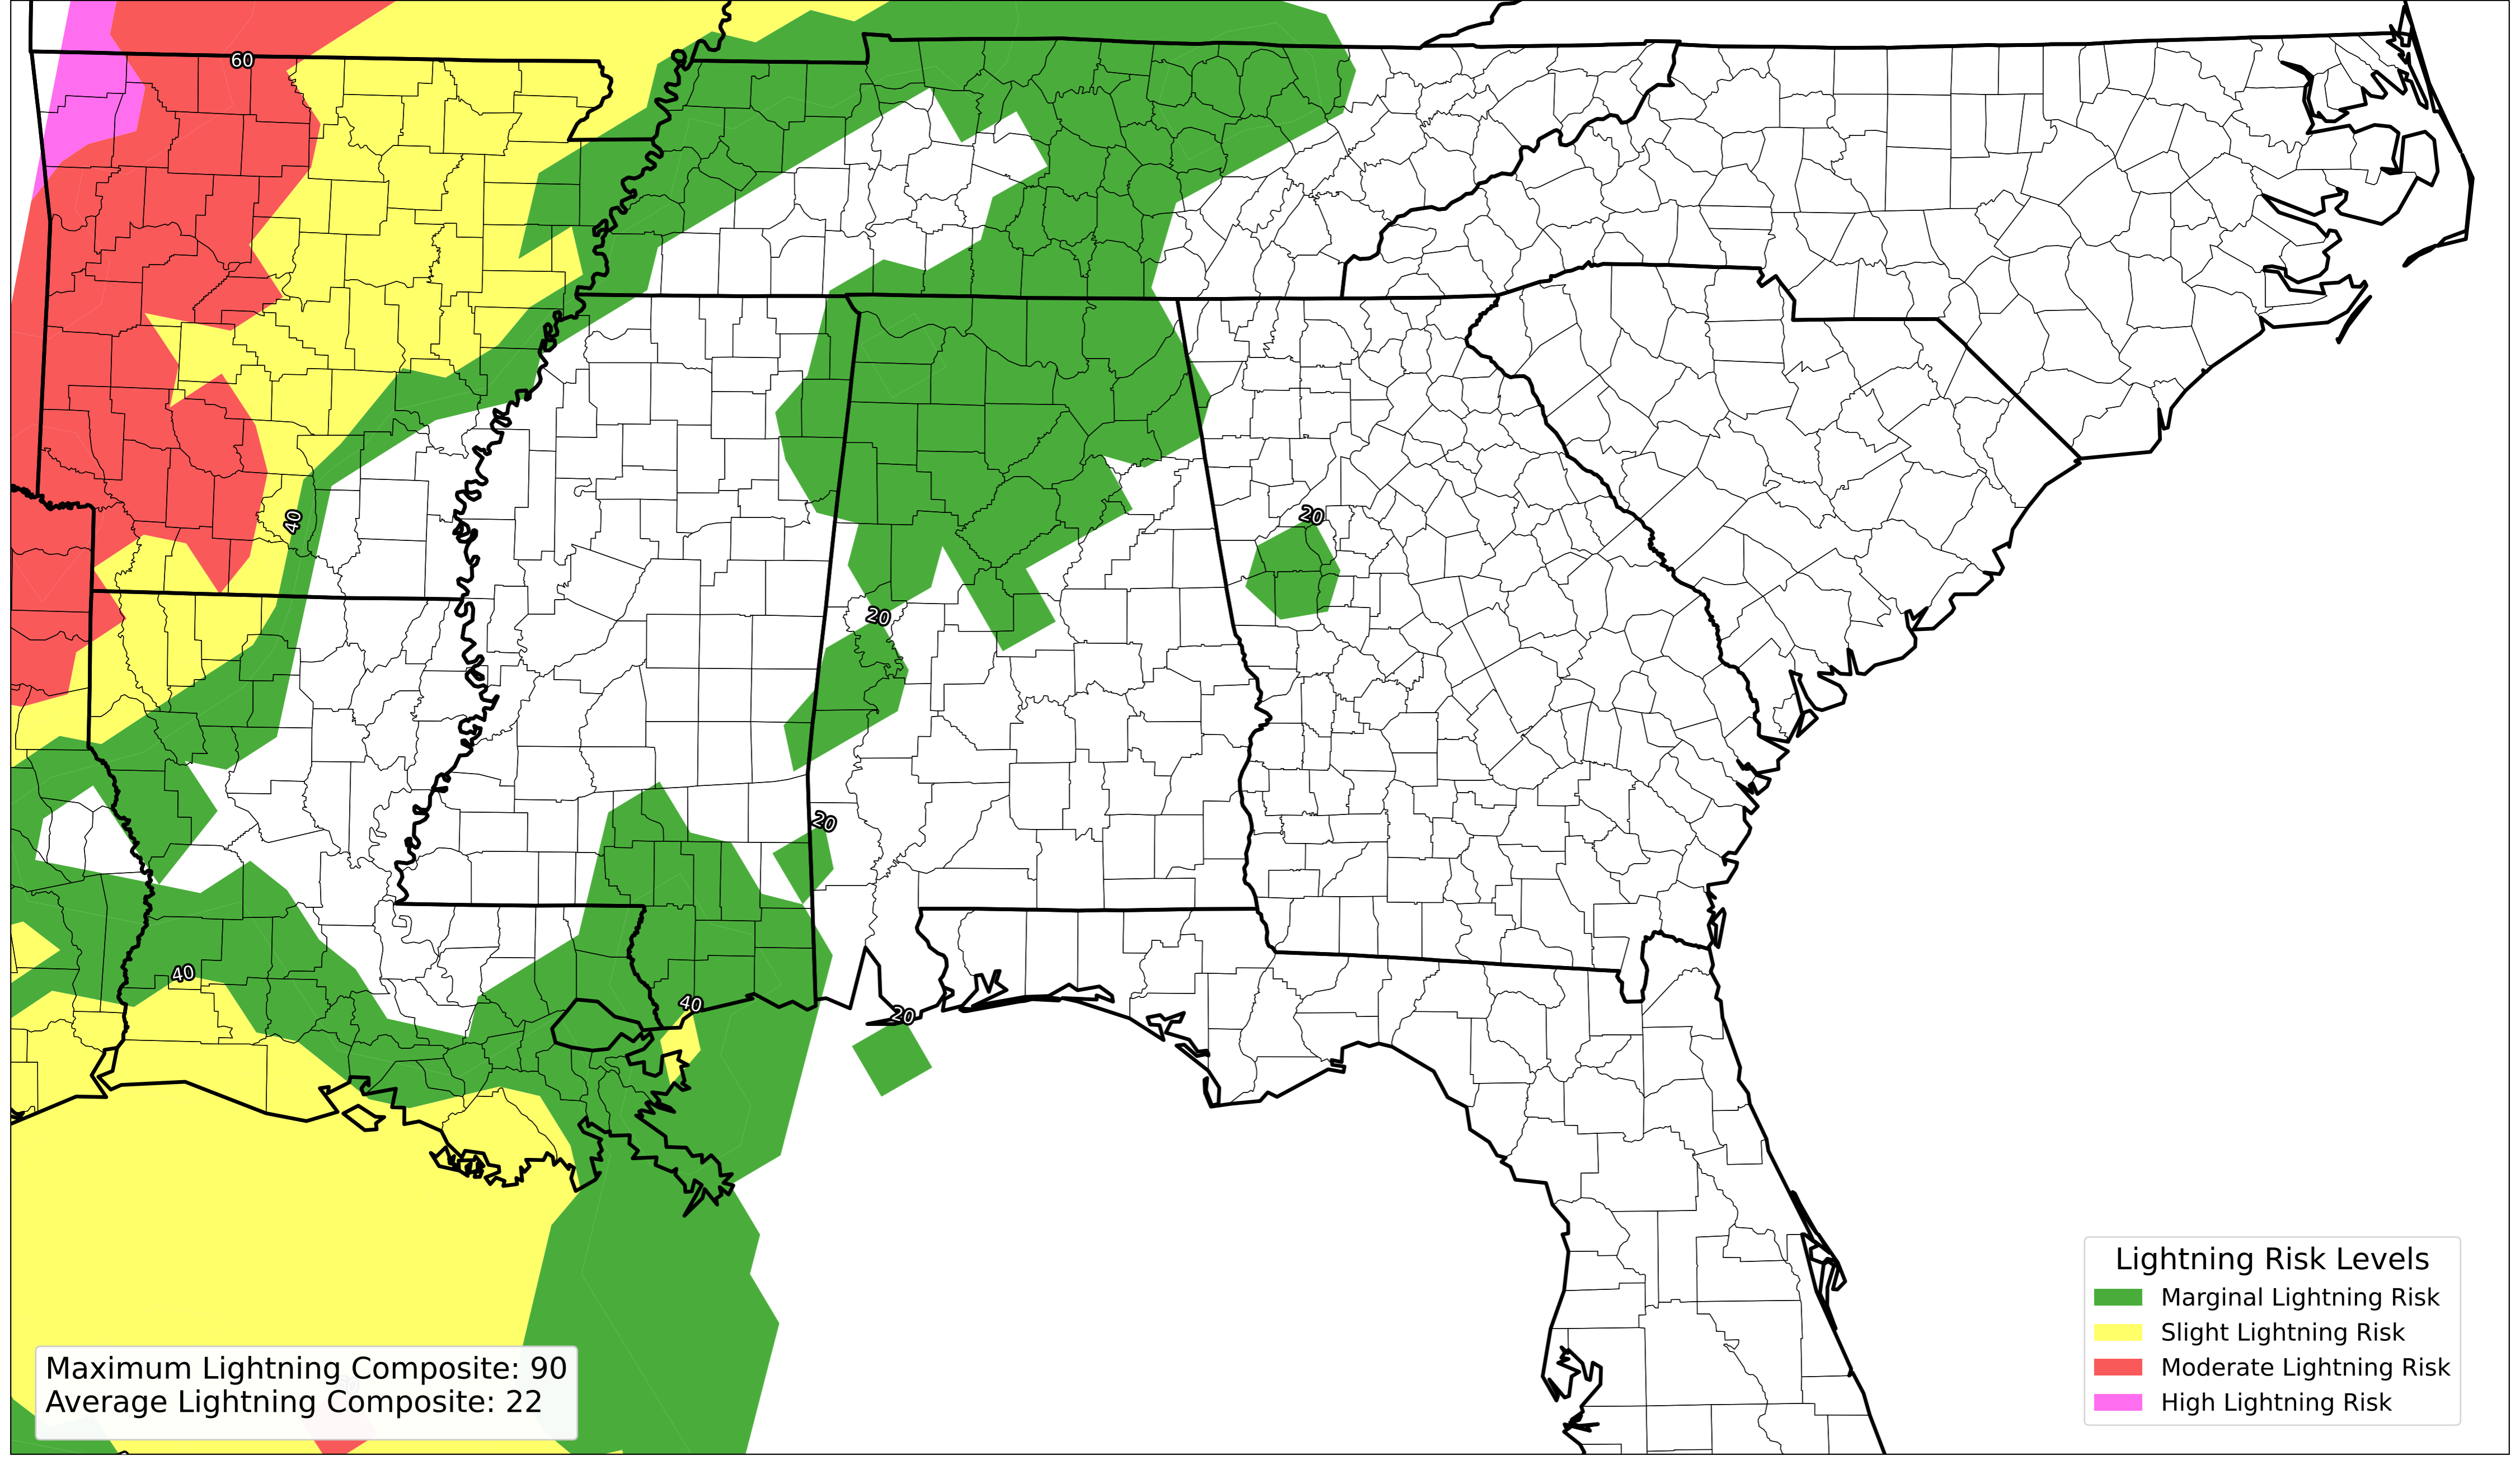 60
40
20
20
20
40
40
20
Lightning Risk Levels
Marginal Lightning Risk
Slight Lightning Risk
Moderate Lightning Risk
High Lightning Risk
Maximum Lightning Composite: 90
Average Lightning Composite: 22